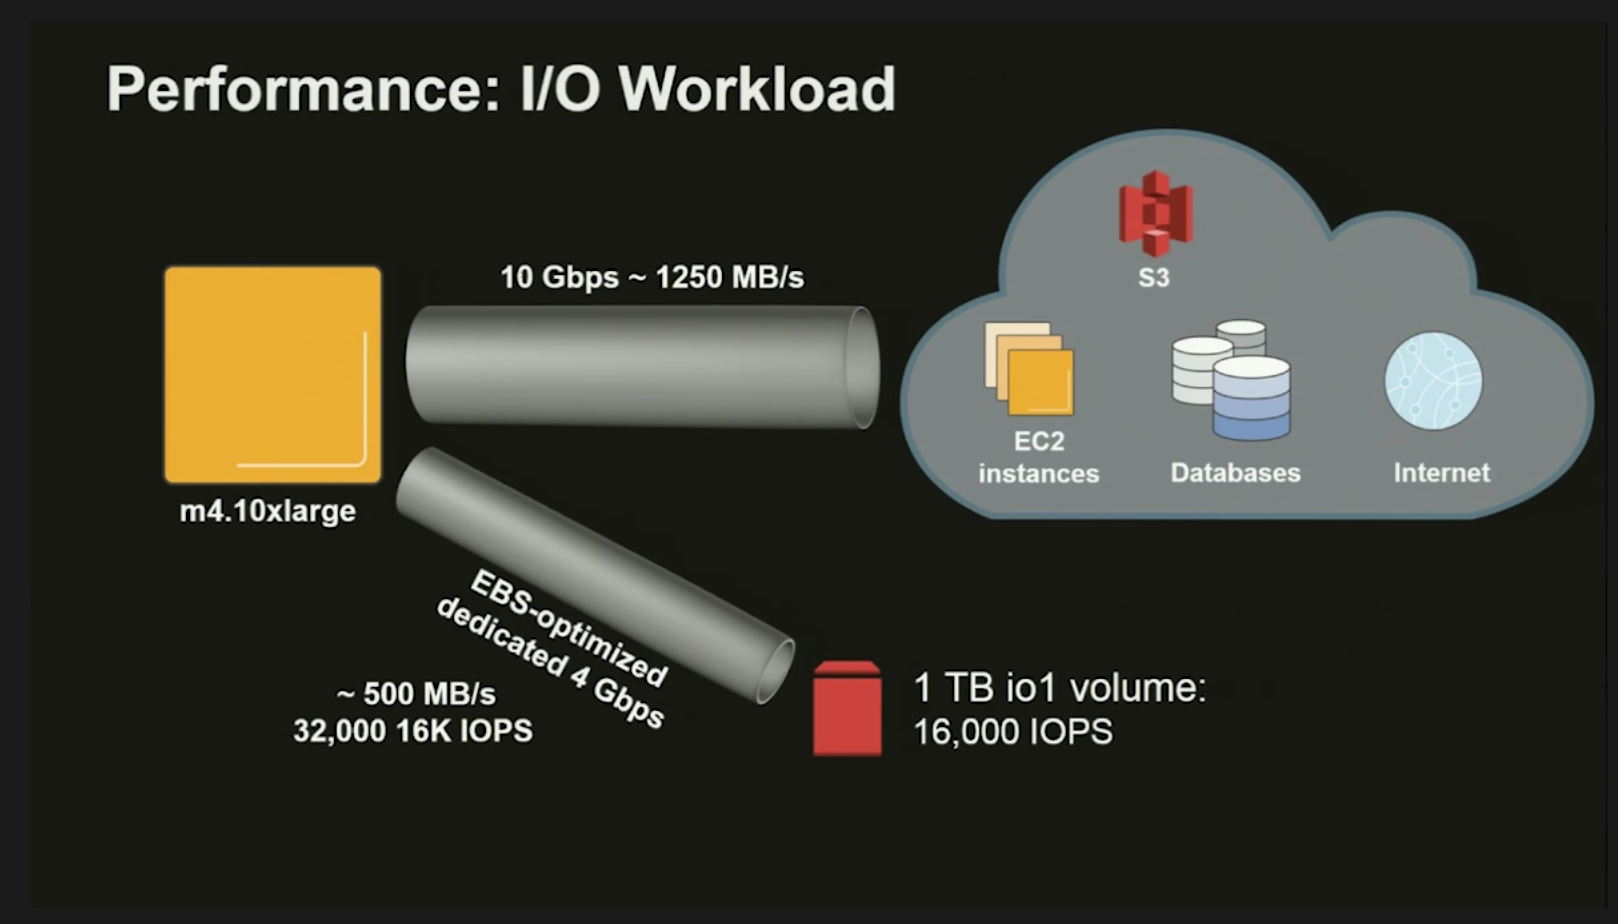 Performance: I/O Workload
10 Gbps ~ 1250 MB/s
S3
EC2
instances
Databases
Internet
m4.10xlarge
EBS-optimized
dedicated 4 Gbps
~ 500 MB/s
32,000 16K IOPS
1 TB io1 volume:
16,000 IOPS